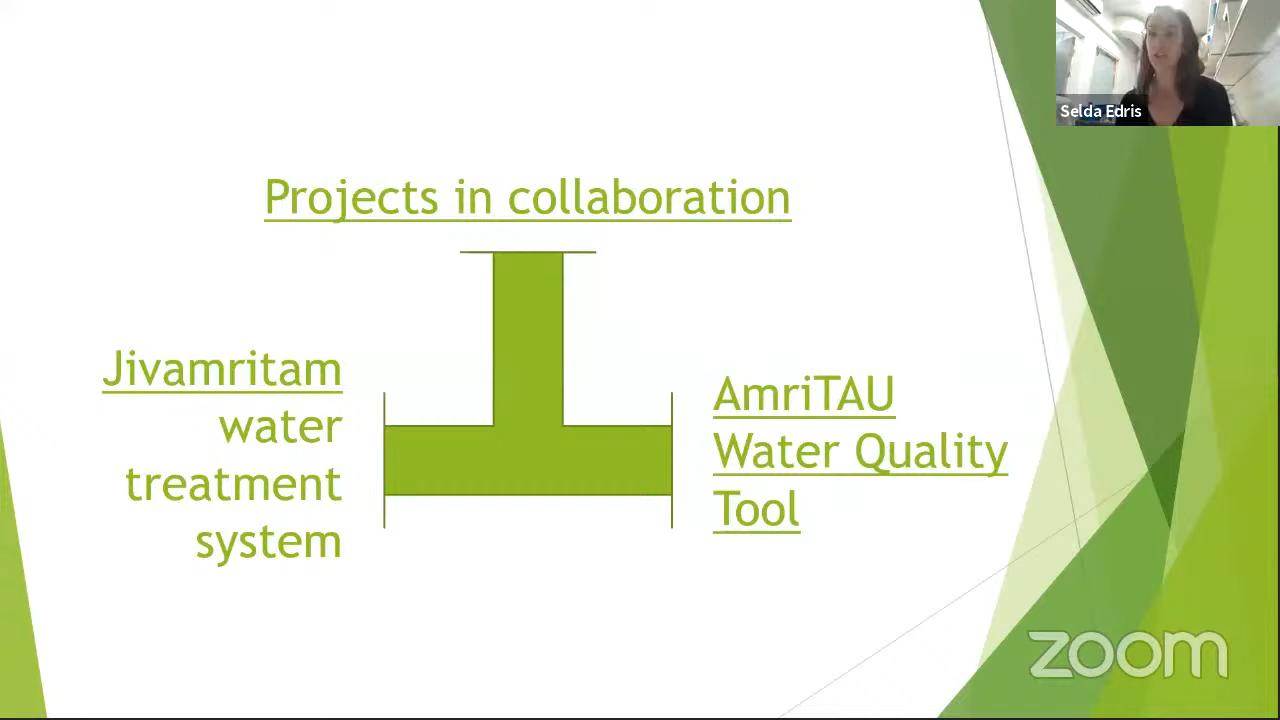 Selda Edris
Projects in collaboration
Jivamritam
water
treatment
system
AmriTAU
Water Quality
Tool
zoom